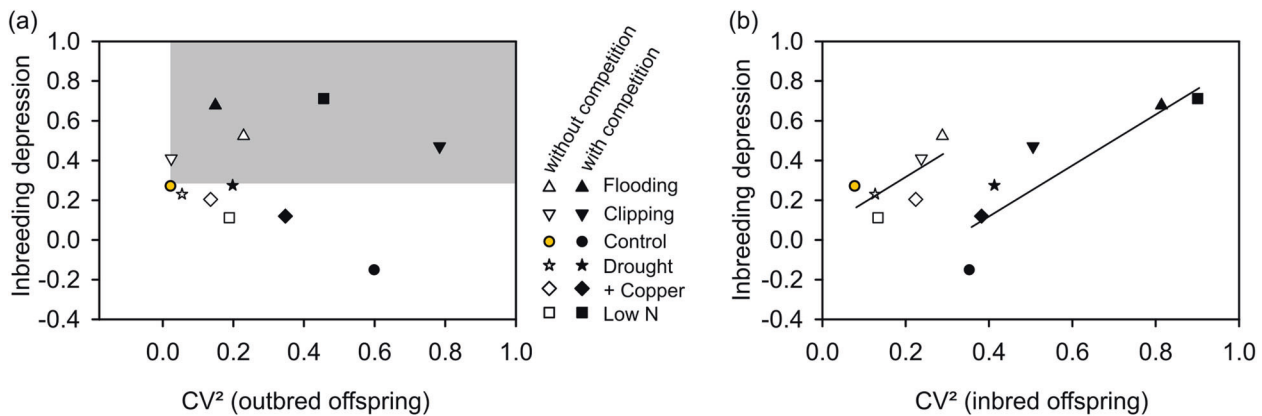 (a)
1.0
0.8
0.6
0.4
0.2
0.0
-0.2
-0.4
Inbreeding depression
0.0 0.2 0.4 0.6 0.8 1.0
CV² (outbred offspring)
without competition
with competition
Flooding
Clipping
Control
Drought
+ Copper
Low N
(b)
1.0
0.8
0.6
0.4
0.2
0.0
-0.2
-0.4
Inbreeding depression
0.0 0.2 0.4 0.6 0.8 1.0
CV² (inbred offspring)